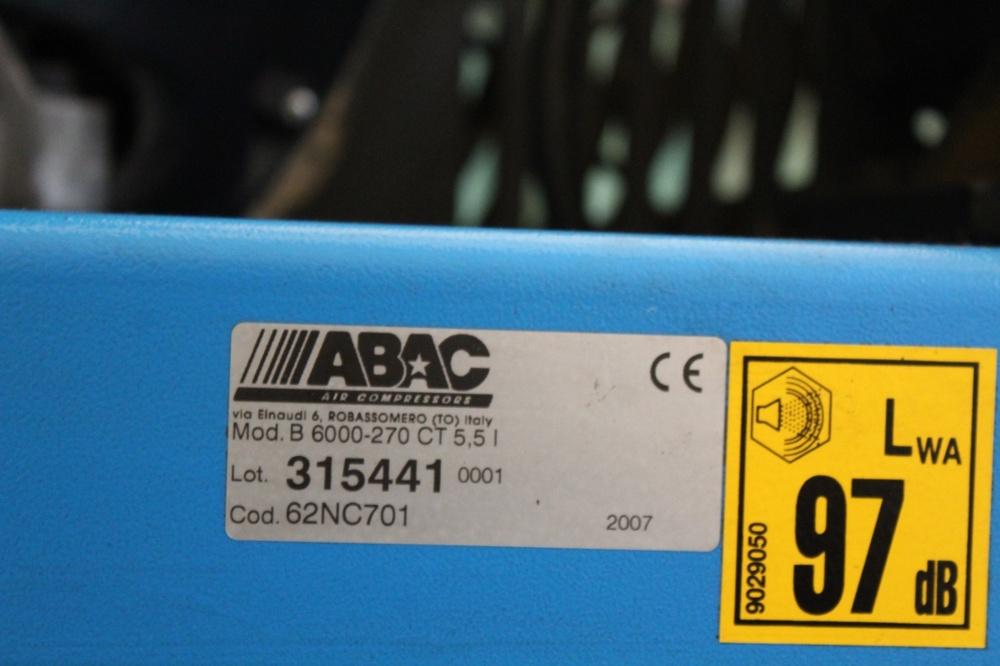 ABAC
AIR COMPRESSORS
via Einaudi 6, ROBASSOMERO (TO) Italy
Mod. B 6000-270 CT 5,5 I
Lot. 315441 0001
Cod. 62NC701
2007
CE
LWA
97 dB
9029050